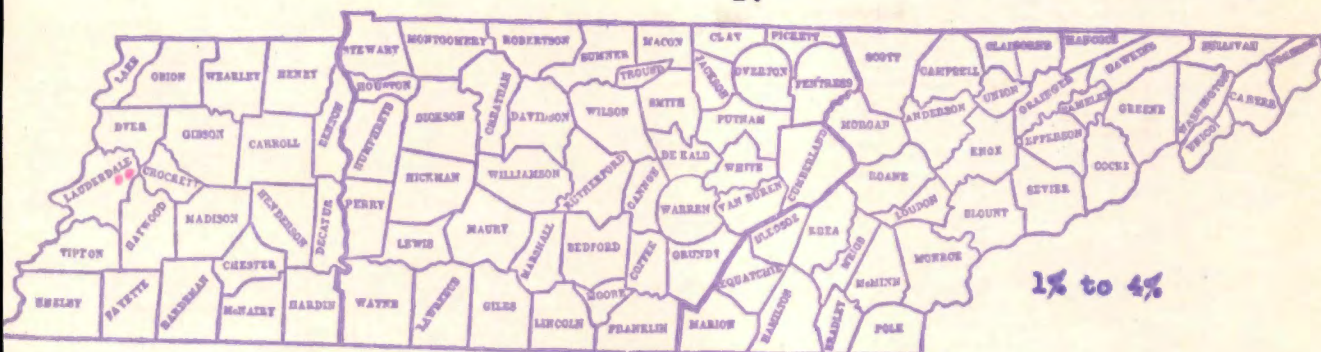 STEWART MONTGOMERY ROBERTSON SUMNER MACON CLAY PICKETT SCOTT CLAIBORNE HANCOCK SULLIVAN JOHNSON
LAKE OBION WEAKLEY HENRY HOUSTON CHEATHAM TROUSDALE JACKSON OVERTON FENTRESS CAMPBELL UNION GRAINGER HAWKINS HAMBLEN GREENE WASHINGTON CARTER UNICOI
DYER GIBSON CARROLL BENTON HUMPHREYS DICKSON DAVIDSON WILSON SMITH PUTNAM MORGAN ANDERSON KNOX JEFFERSON COCKE
LAUDERDALE CROCKETT HICKMAN WILLIAMSON RUTHERFORD CANNON DE KALB WHITE CUMBERLAND ROANE LOUDON BLOUNT SEVIER
TIPTON HAYWOOD MADISON HENDERSON DECATUR PERRY LEWIS MAURY MARSHALL BEDFORD COFFEE WARREN VAN BUREN GRUNDY BLEDSOE RHEA MEIGS McMINN MONROE
SHELBY FAYETTE HARDEMAN CHESTER McNAIRY HARDIN WAYNE LAWRENCE GILES LINCOLN MOORE FRANKLIN MARION SEQUATCHIE HAMILTON BRADLEY POLK
1% to 4%